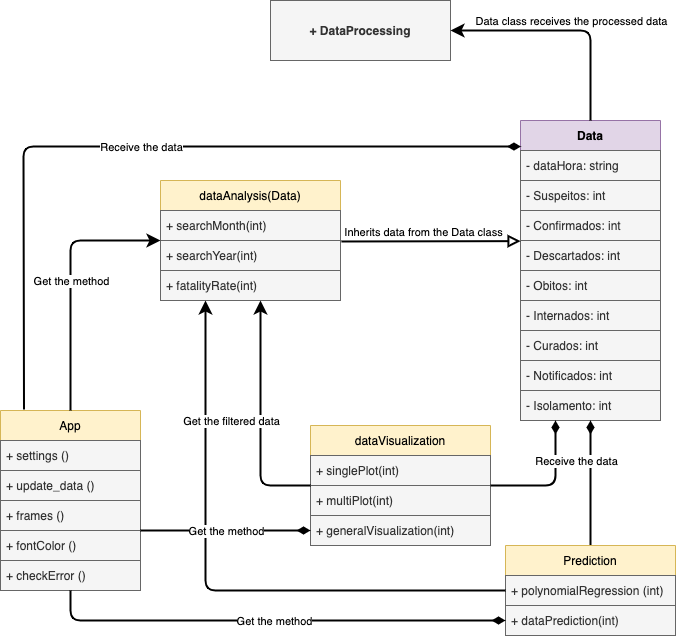 + DataProcessing
Data class receives the processed data
Data
- dataHora: string
- Suspeitos: int
- Confirmados: int
- Descartados: int
- Obitos: int
- Internados: int
- Curados: int
- Notificados: int
- Isolamento: int
Receive the data
dataAnalysis(Data)
+ searchMonth(int)
+ searchYear(int)
+ fatalityRate(int)
Inherits data from the Data class
Get the method
Get the filtered data
App
+ settings ()
+ update_data ()
+ frames ()
+ fontColor ()
+ checkError ()
dataVisualization
+ singlePlot(int)
+ multiPlot(int)
+ generalVisualization(int)
Receive the data
Get the method
Prediction
+ polynomialRegression (int)
+ dataPrediction(int)
Get the method